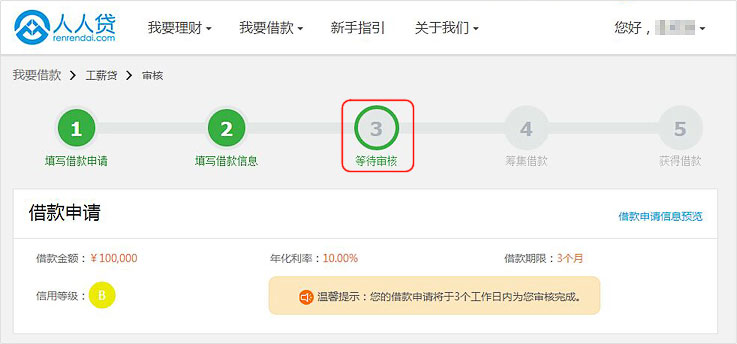 人人贷 renrendai.com 我要理财 我要借款 新手指引 关于我们 您好，
我要借款 > 工薪贷 > 审核
1 2 3 4 5
填写借款申请 填写借款信息 等待审核 筹集借款 获得借款
借款申请 借款申请信息预览
借款金额：￥100,000 年化利率：10.00% 借款期限：3个月
信用等级：B 温馨提示：您的借款申请将于3个工作日内为您审核完成。